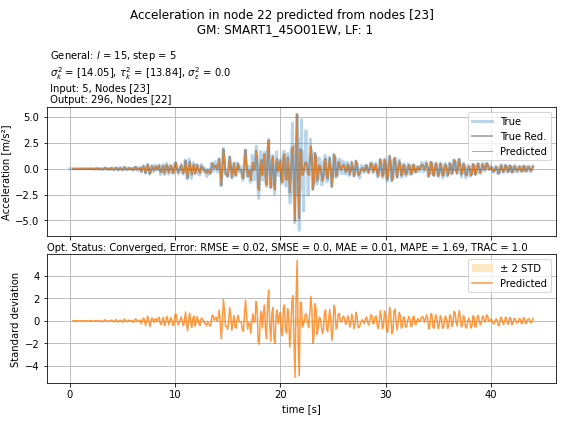 Acceleration in node 22 predicted from nodes [23]
GM: SMART1_45O01EW, LF: 1
General: l = 15, step = 5
σ²ₖ = [14.05], τ²ₖ = [13.84], σ²ε = 0.0
Input: 5, Nodes [23]
Output: 296, Nodes [22]
Acceleration [m/s²]
5.0
2.5
0.0
−2.5
−5.0
True
True Red.
Predicted
Opt. Status: Converged, Error: RMSE = 0.02, SMSE = 0.0, MAE = 0.01, MAPE = 1.69, TRAC = 1.0
Standard deviation
4
2
0
−2
−4
± 2 STD
Predicted
0 10 20 30 40
time [s]